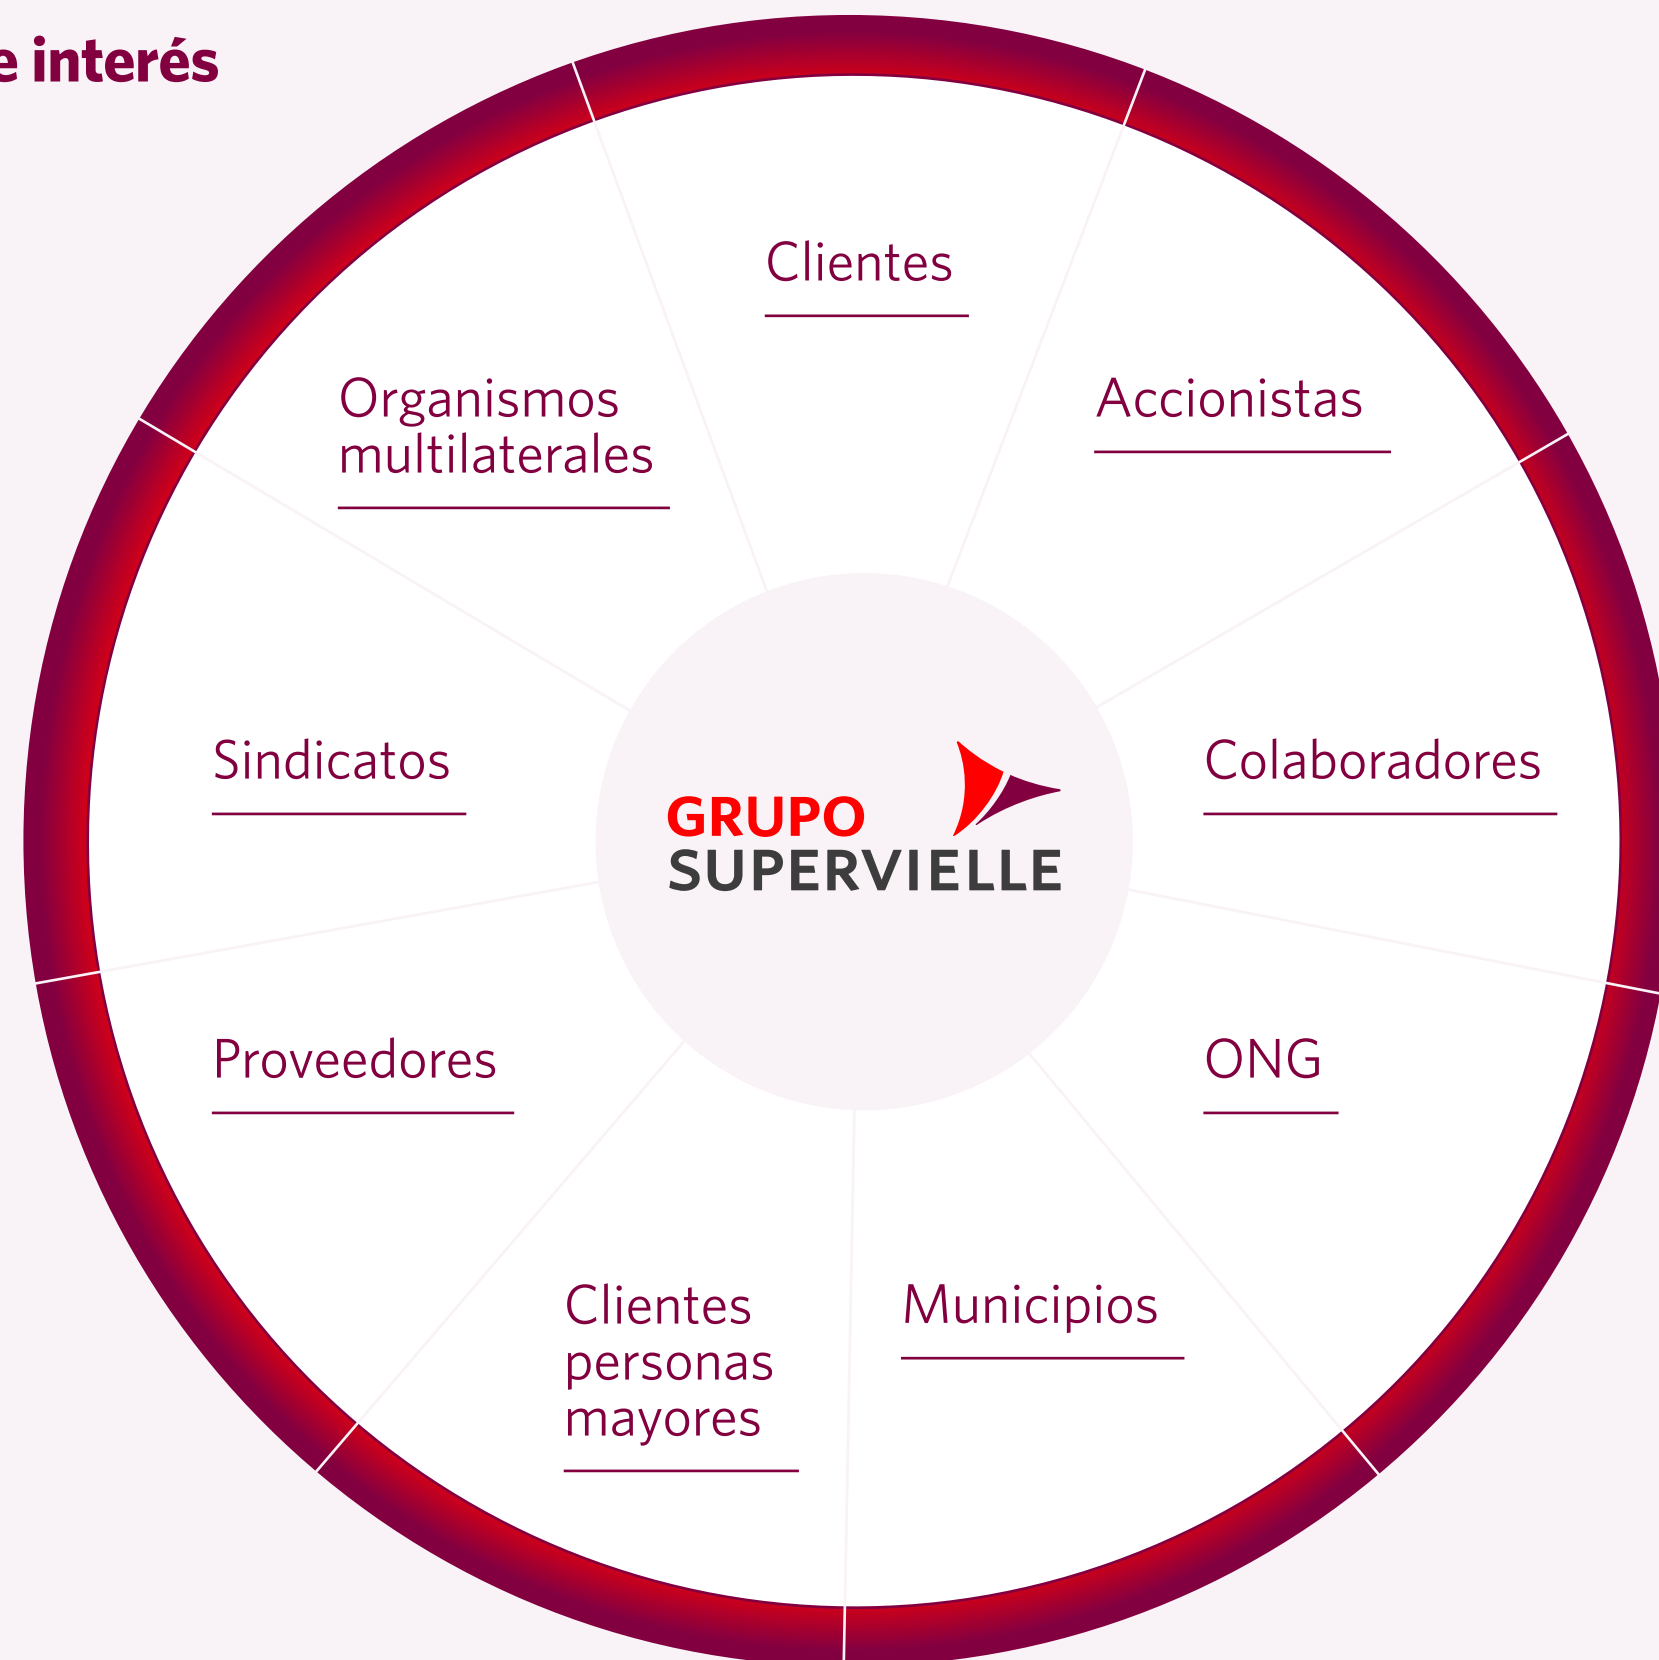 e interés
Clientes
Organismos
multilaterales
Accionistas
Sindicatos
GRUPO
SUPERVIELLE
Colaboradores
Proveedores
ONG
Clientes
personas
mayores
Municipios